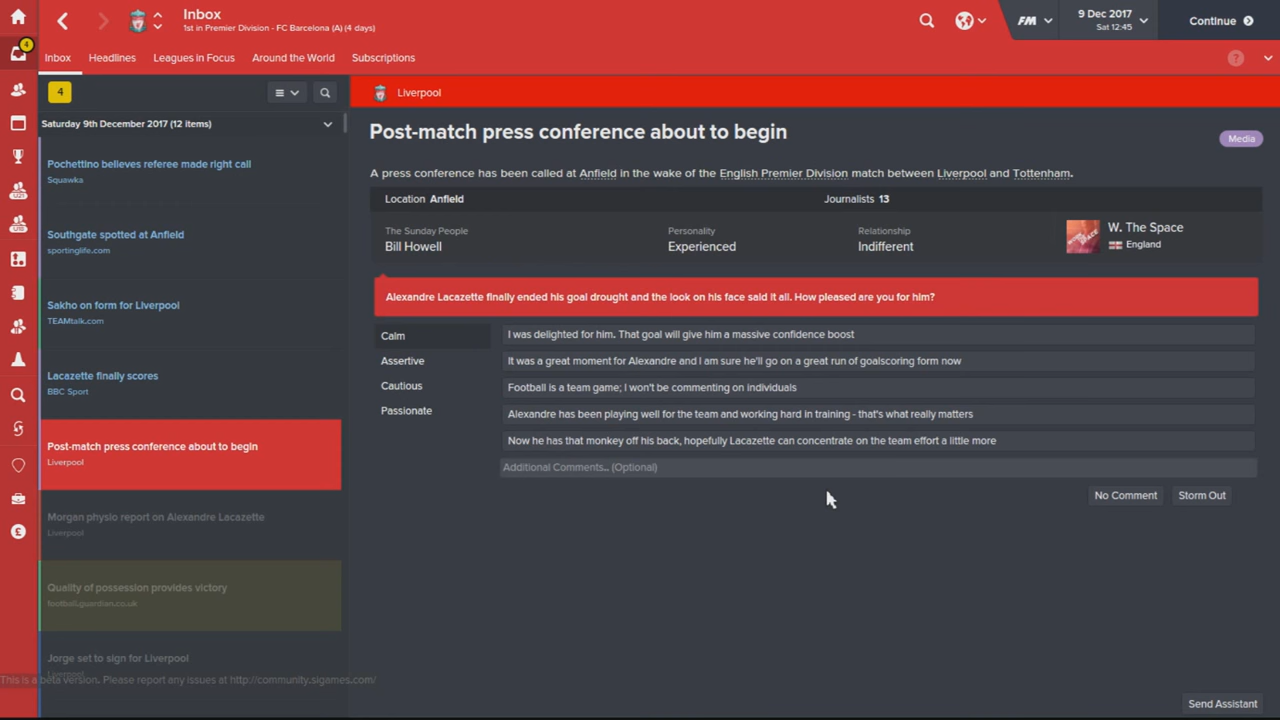 Inbox
1st in Premier Division - FC Barcelona (A) (4 days)
FM
9 Dec 2017
Sat 12:45
Continue
4
Inbox
Headlines
Leagues in Focus
Around the World
Subscriptions
?
4
Saturday 9th December 2017 (12 items)
Pochettino believes referee made right call
Squawka
Southgate spotted at Anfield
sportinglife.com
Sakho on form for Liverpool
TEAMtalk.com
Lacazette finally scores
BBC Sport
Post-match press conference about to begin
Liverpool
Morgan physio report on Alexandre Lacazette
Liverpool
Quality of possession provides victory
football.guardian.co.uk
Jorge set to sign for Liverpool
Liverpool
This is a beta version. Please report any issues at http://community.sigames.com/
Liverpool
Post-match press conference about to begin
Media
A press conference has been called at Anfield in the wake of the English Premier Division match between Liverpool and Tottenham.
Location Anfield
Journalists 13
The Sunday People
Bill Howell
Personality
Experienced
Relationship
Indifferent
W. The Space
England
Alexandre Lacazette finally ended his goal drought and the look on his face said it all. How pleased are you for him?
Calm
Assertive
Cautious
Passionate
I was delighted for him. That goal will give him a massive confidence boost
It was a great moment for Alexandre and I am sure he'll go on a great run of goalscoring form now
Football is a team game; I won't be commenting on individuals
Alexandre has been playing well for the team and working hard in training - that's what really matters
Now he has that monkey off his back, hopefully Lacazette can concentrate on the team effort a little more
Additional Comments.. (Optional)
No Comment
Storm Out
Send Assistant